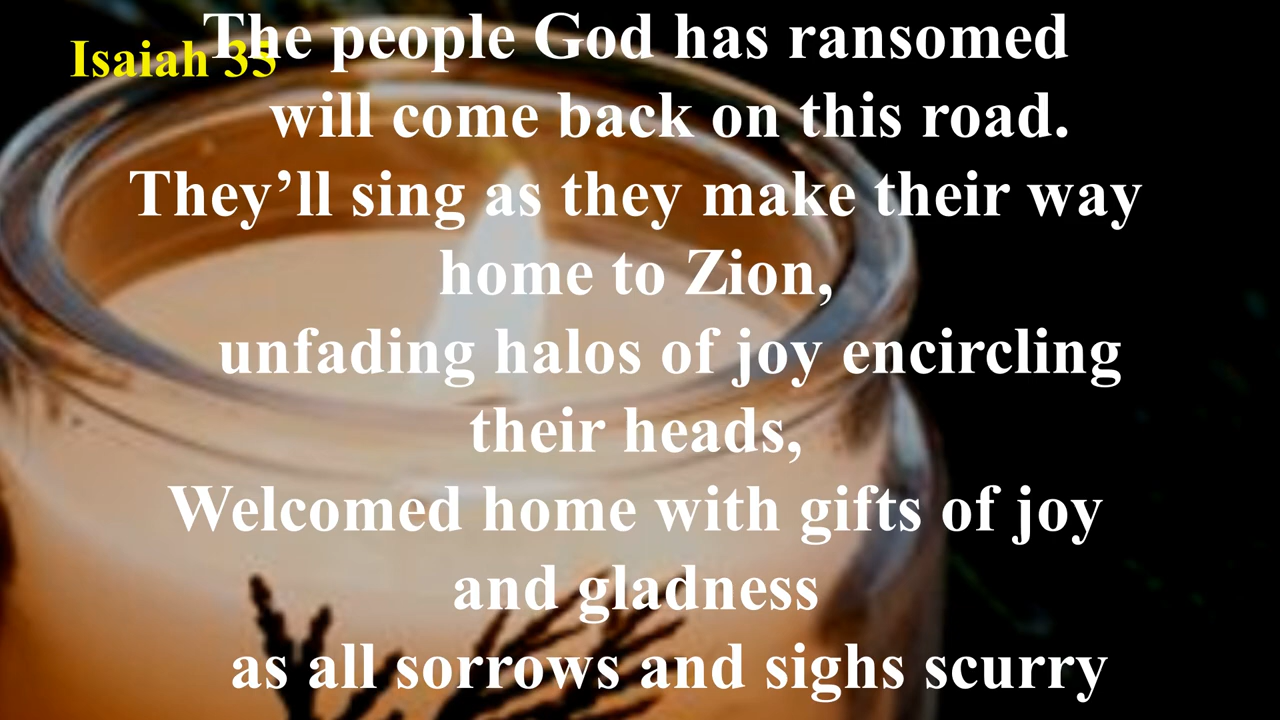 Isaiah 35
The people God has ransomed
will come back on this road.
They’ll sing as they make their way
home to Zion,
unfading halos of joy encircling
their heads,
Welcomed home with gifts of joy
and gladness
as all sorrows and sighs scurry